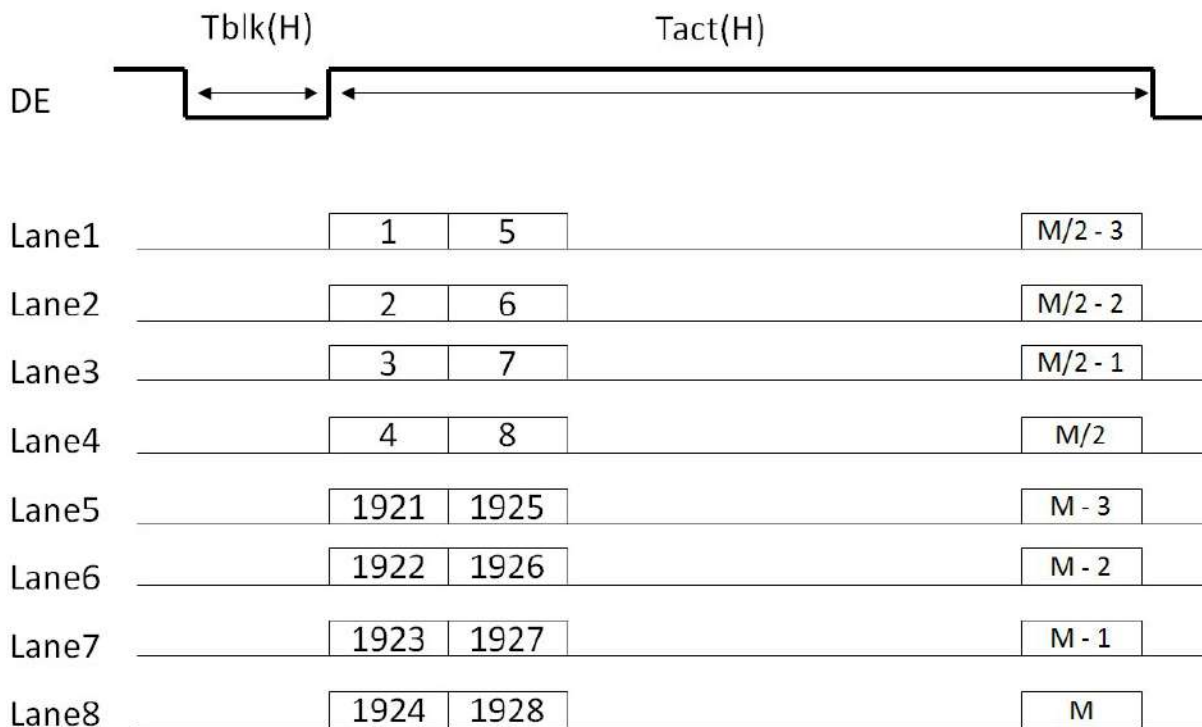 Tblk(H) Tact(H)
DE
Lane1 1 5 M/2 - 3
Lane2 2 6 M/2 - 2
Lane3 3 7 M/2 - 1
Lane4 4 8 M/2
Lane5 1921 1925 M - 3
Lane6 1922 1926 M - 2
Lane7 1923 1927 M - 1
Lane8 1924 1928 M